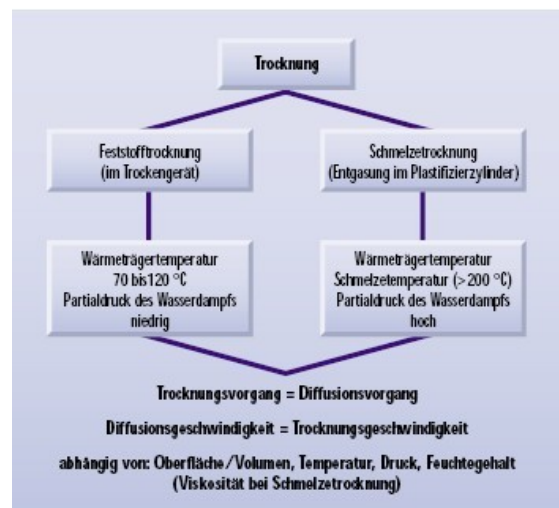 Trocknung
Feststofftrocknung
(im Trockengerät)
Schmelzetrocknung
(Entgasung im Plastifizierzylinder)
Wärmeträgertemperatur
70 bis120 °C
Partialdruck des Wasserdampfs
niedrig
Wärmeträgertemperatur
Schmelzetemperatur (>200 °C)
Partialdruck des Wasserdampfs
hoch
Trocknungsvorgang = Diffusionsvorgang
Diffusionsgeschwindigkeit = Trocknungsgeschwindigkeit
abhängig von: Oberfläche/Volumen, Temperatur, Druck, Feuchtegehalt
(Viskosität bei Schmelzetrocknung)